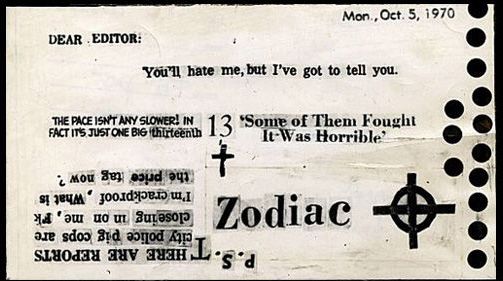 Mon., Oct. 5, 1970
DEAR EDITOR:
You'll hate me, but I've got to tell you.
THE PACE ISN'T ANY SLOWER! IN
FACT IT'S JUST ONE BIG thirteenth
13
'Some of Them Fought
It Was Horrible'
P.S. THERE ARE REPORTS
city police pig cops are
closing in on me, Fk
I'm crackproof, What is
the price tag now ?
Zodiac